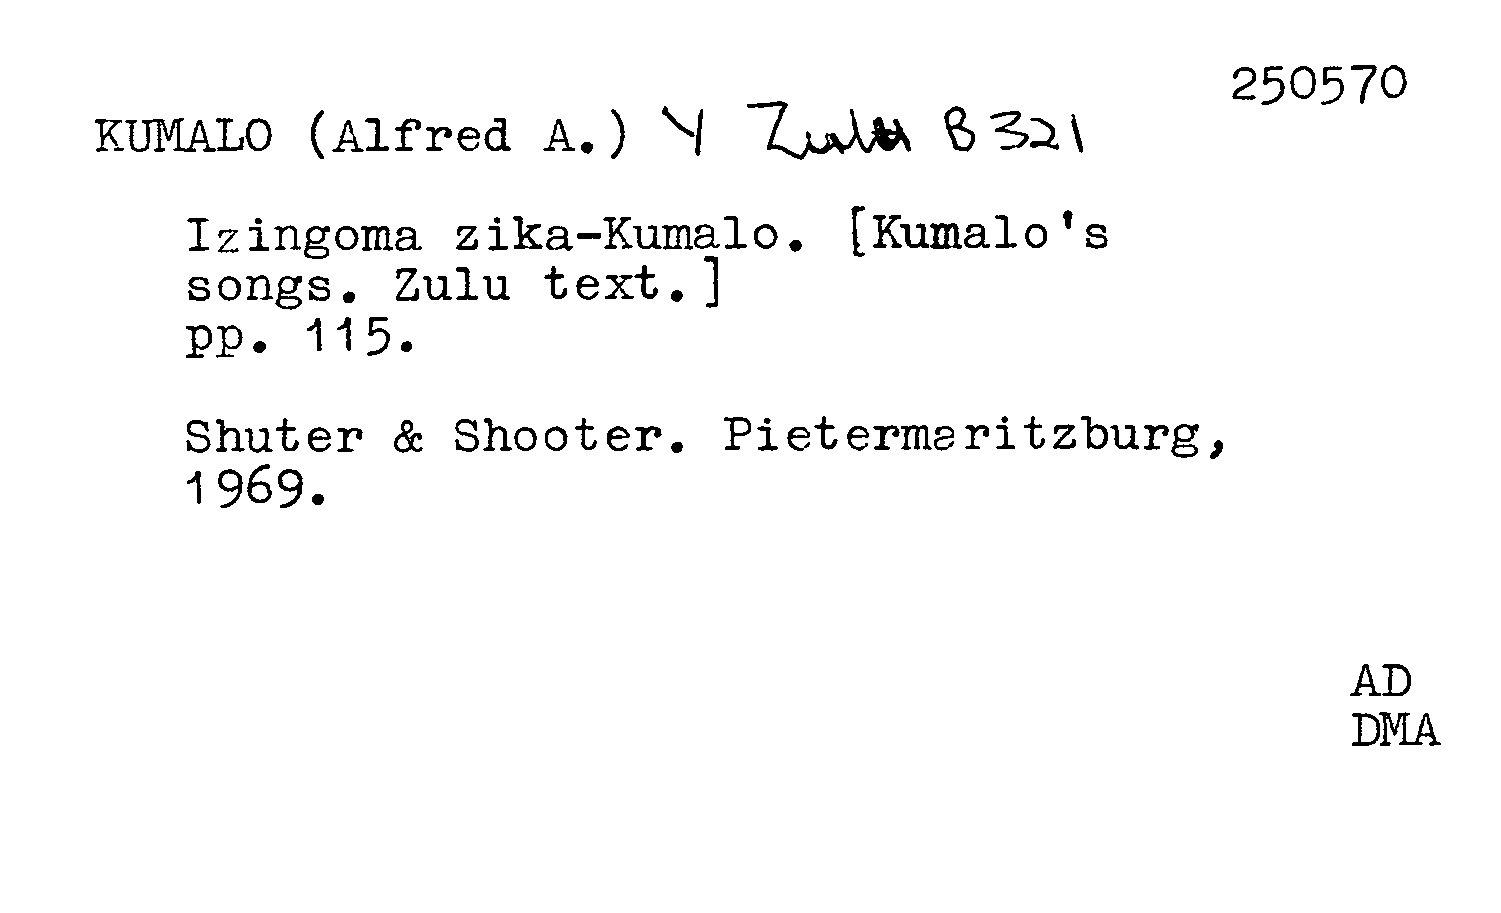 250570
KUMALO (Alfred A.) Y Zulu B 321
Izingoma zika-Kumalo. [Kumalo's
songs. Zulu text.]
pp. 115.
Shuter & Shooter. Pietermaritzburg,
1969.
AD
DMA